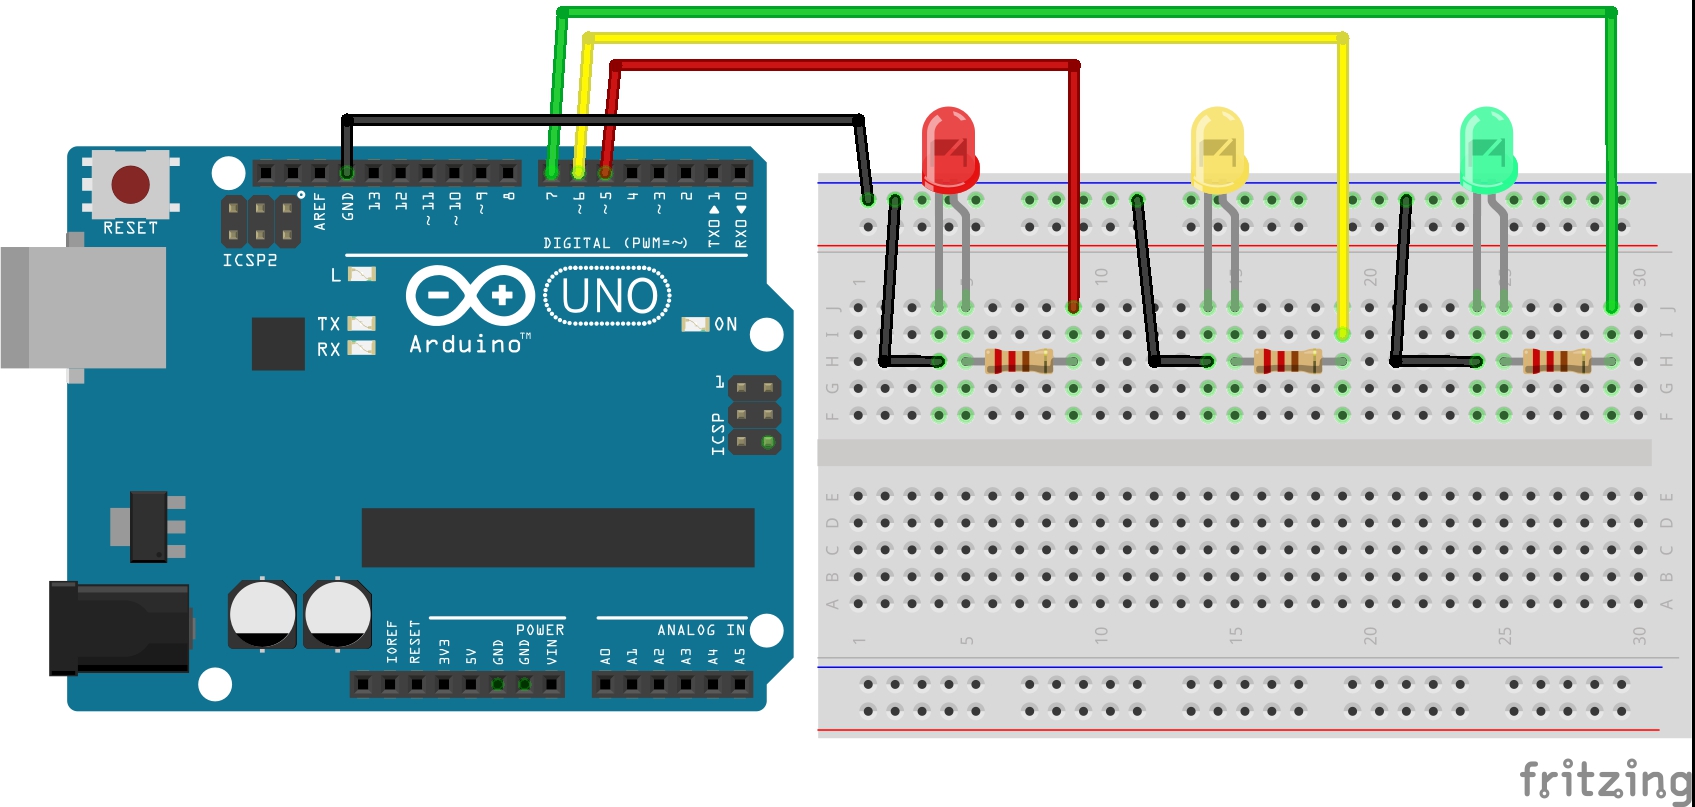 RESET
ICSP2
AREF
GND
13
12
~11
~10
~9
8
7
~6
~5
4
~3
2
TX0▲1
RX0▼0
DIGITAL (PWM=~)
L
TX
RX
UNO
Arduino™
ON
1
ICSP
POWER
ANALOG IN
IOREF
RESET
3V3
5V
GND
GND
VIN
A0
A1
A2
A3
A4
A5
1
5
10
15
20
25
30
J
I
H
G
F
J
I
H
G
F
E
D
C
B
A
E
D
C
B
A
1
5
10
15
20
25
30
fritzing